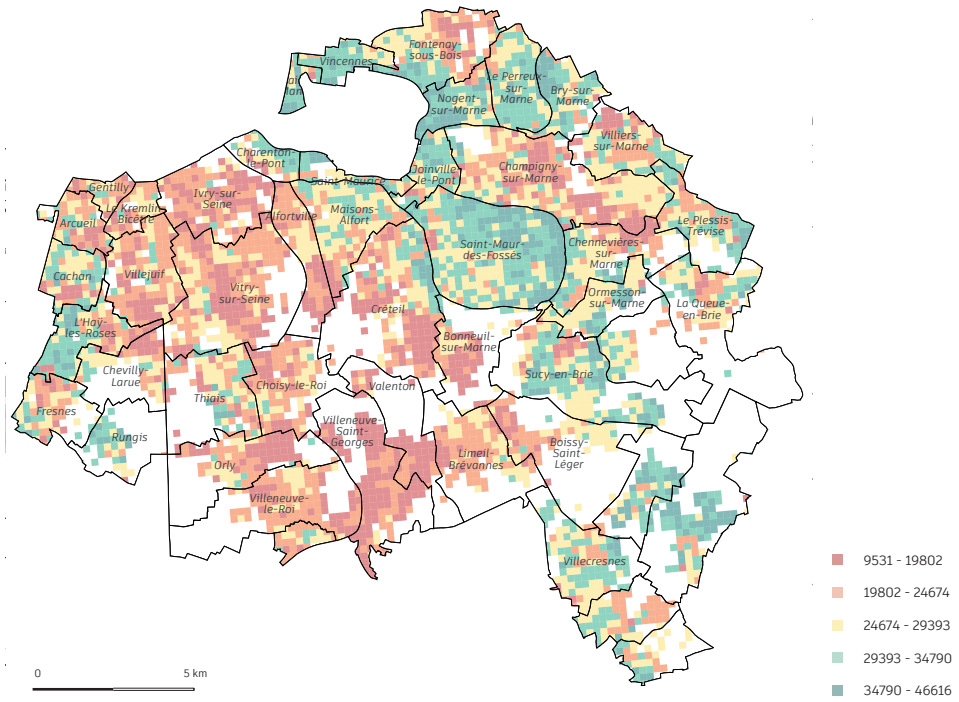 Fontenay-
sous-Bois
Vincennes
Le Perreux-
sur-
Marne
Bry-sur-
Marne
Nogent-
sur-Marne
Villiers-
sur-Marne
Charenton-
le-Pont
Saint-Maurice
Joinville-
le-Pont
Champigny-
sur-Marne
Gentilly
Le Kremlin-
Bicêtre
Ivry-sur-
Seine
Arcueil
Alfortville
Maisons-
Alfort
Le Plessis-
Trévise
Saint-Maur-
des-Fossés
Chennevières-
sur-
Marne
Cachan
Villejuif
Vitry-
sur-Seine
Créteil
Ormesson-
sur-Marne
La Queue-
en-Brie
L'Haÿ-
les-Roses
Bonneuil-
sur-Marne
Chevilly-
Larue
Sucy-en-Brie
Thiais
Choisy-le-Roi
Valenton
Fresnes
Rungis
Villeneuve-
Saint-
Georges
Limeil-
Brévannes
Boissy-
Saint-
Léger
Orly
Villeneuve-
le-Roi
Villecresnes
9531 - 19802
19802 - 24674
24674 - 29393
29393 - 34790
34790 - 46616
0 5 km